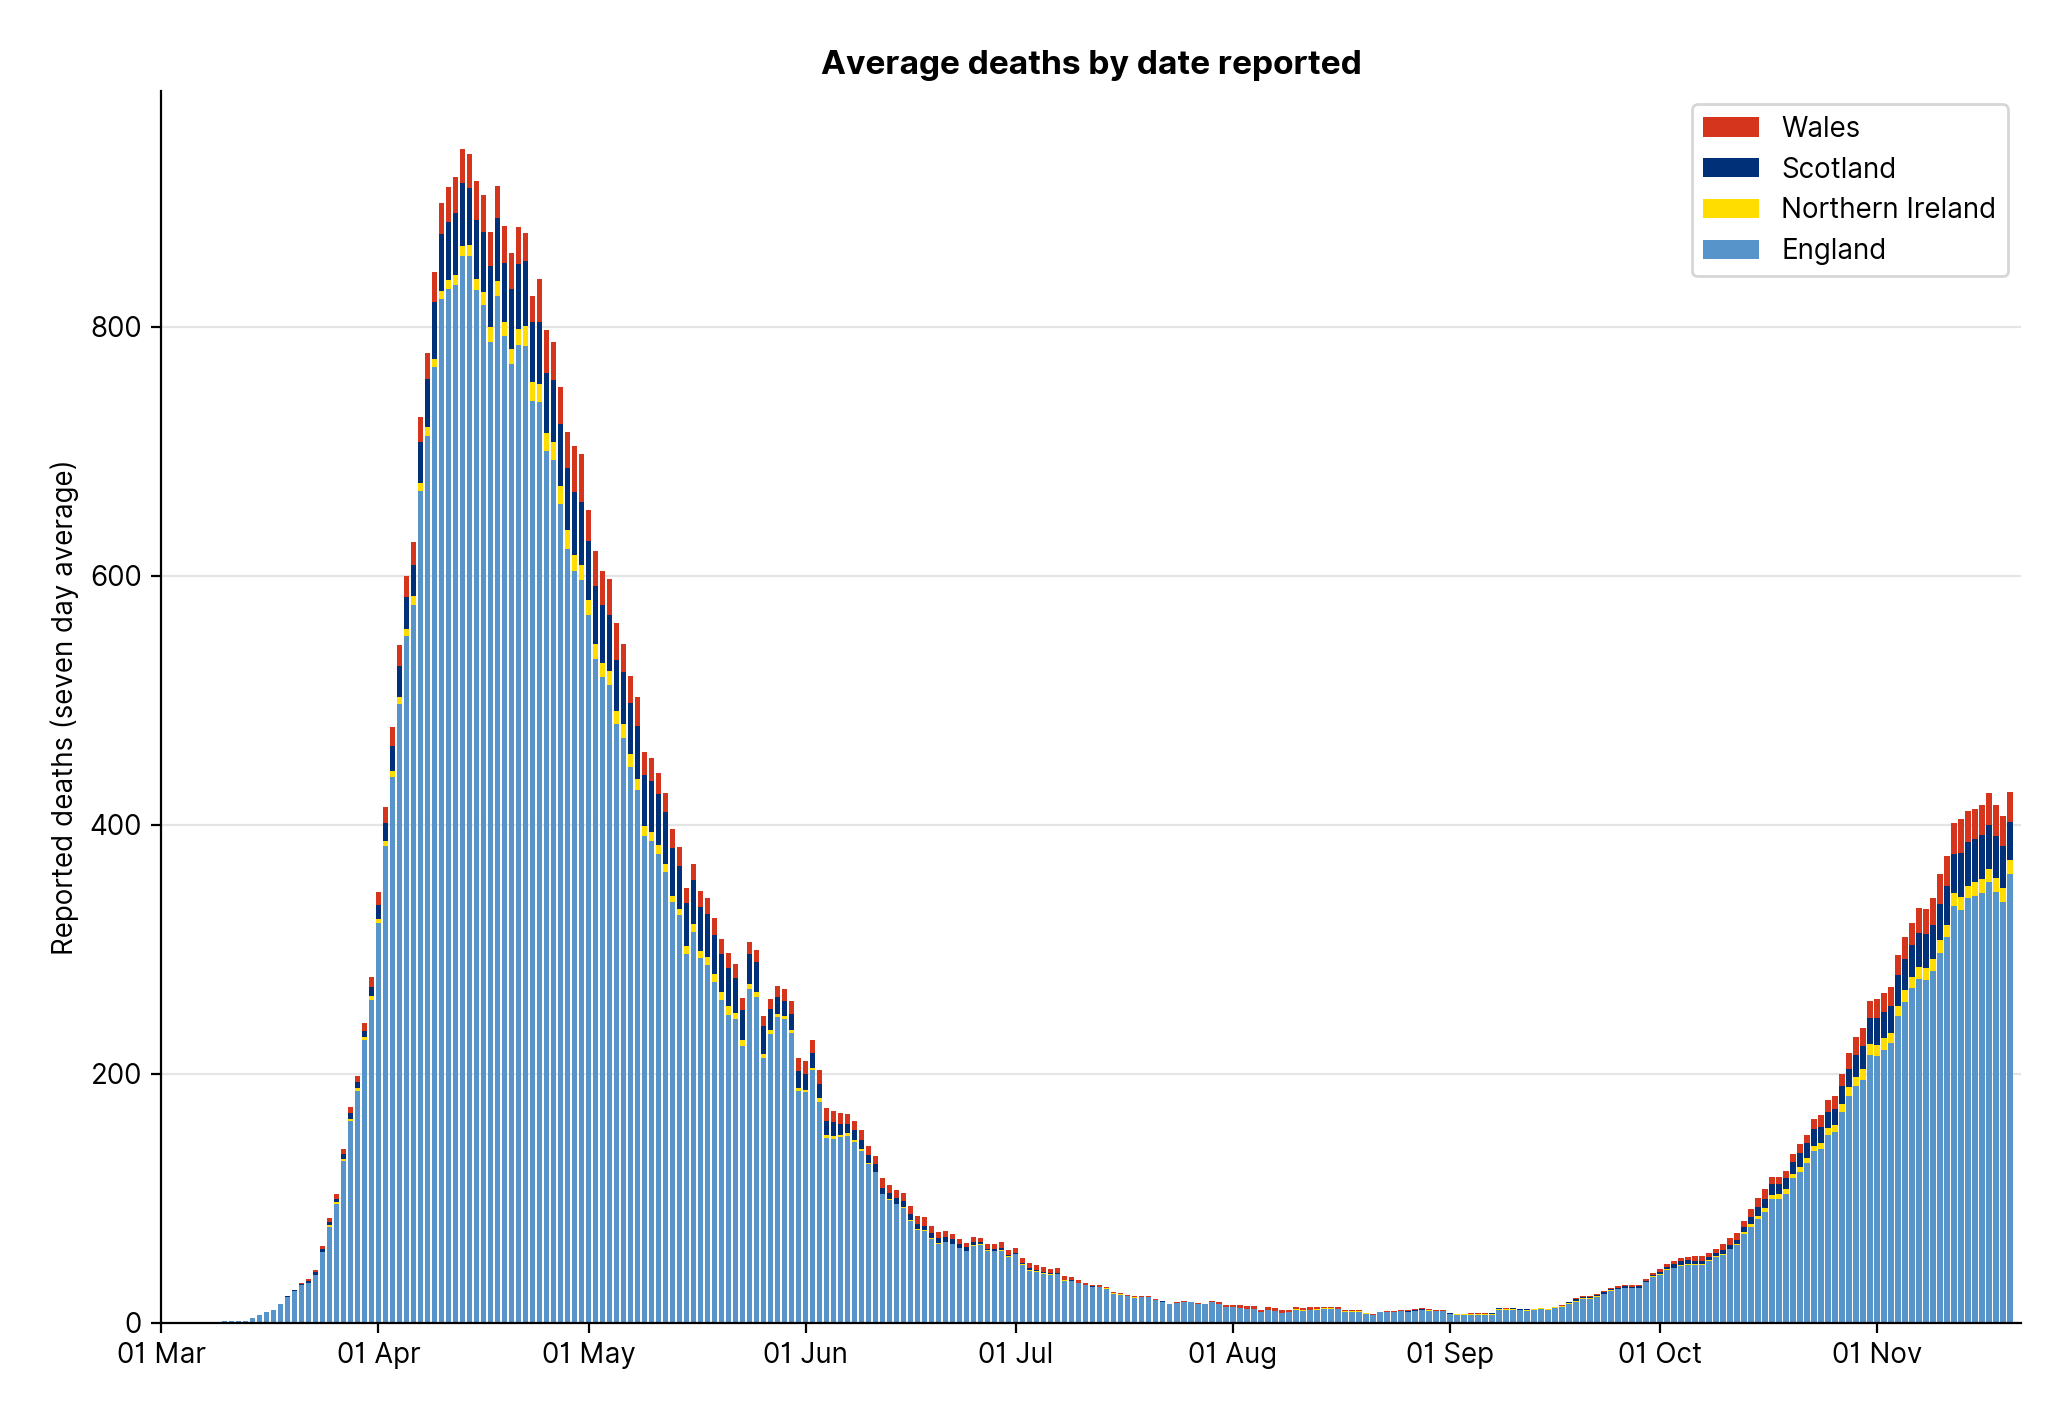 Average deaths by date reported
Wales
Scotland
Northern Ireland
England
Reported deaths (seven day average)
800
600
400
200
0
01 Mar
01 Apr
01 May
01 Jun
01 Jul
01 Aug
01 Sep
01 Oct
01 Nov